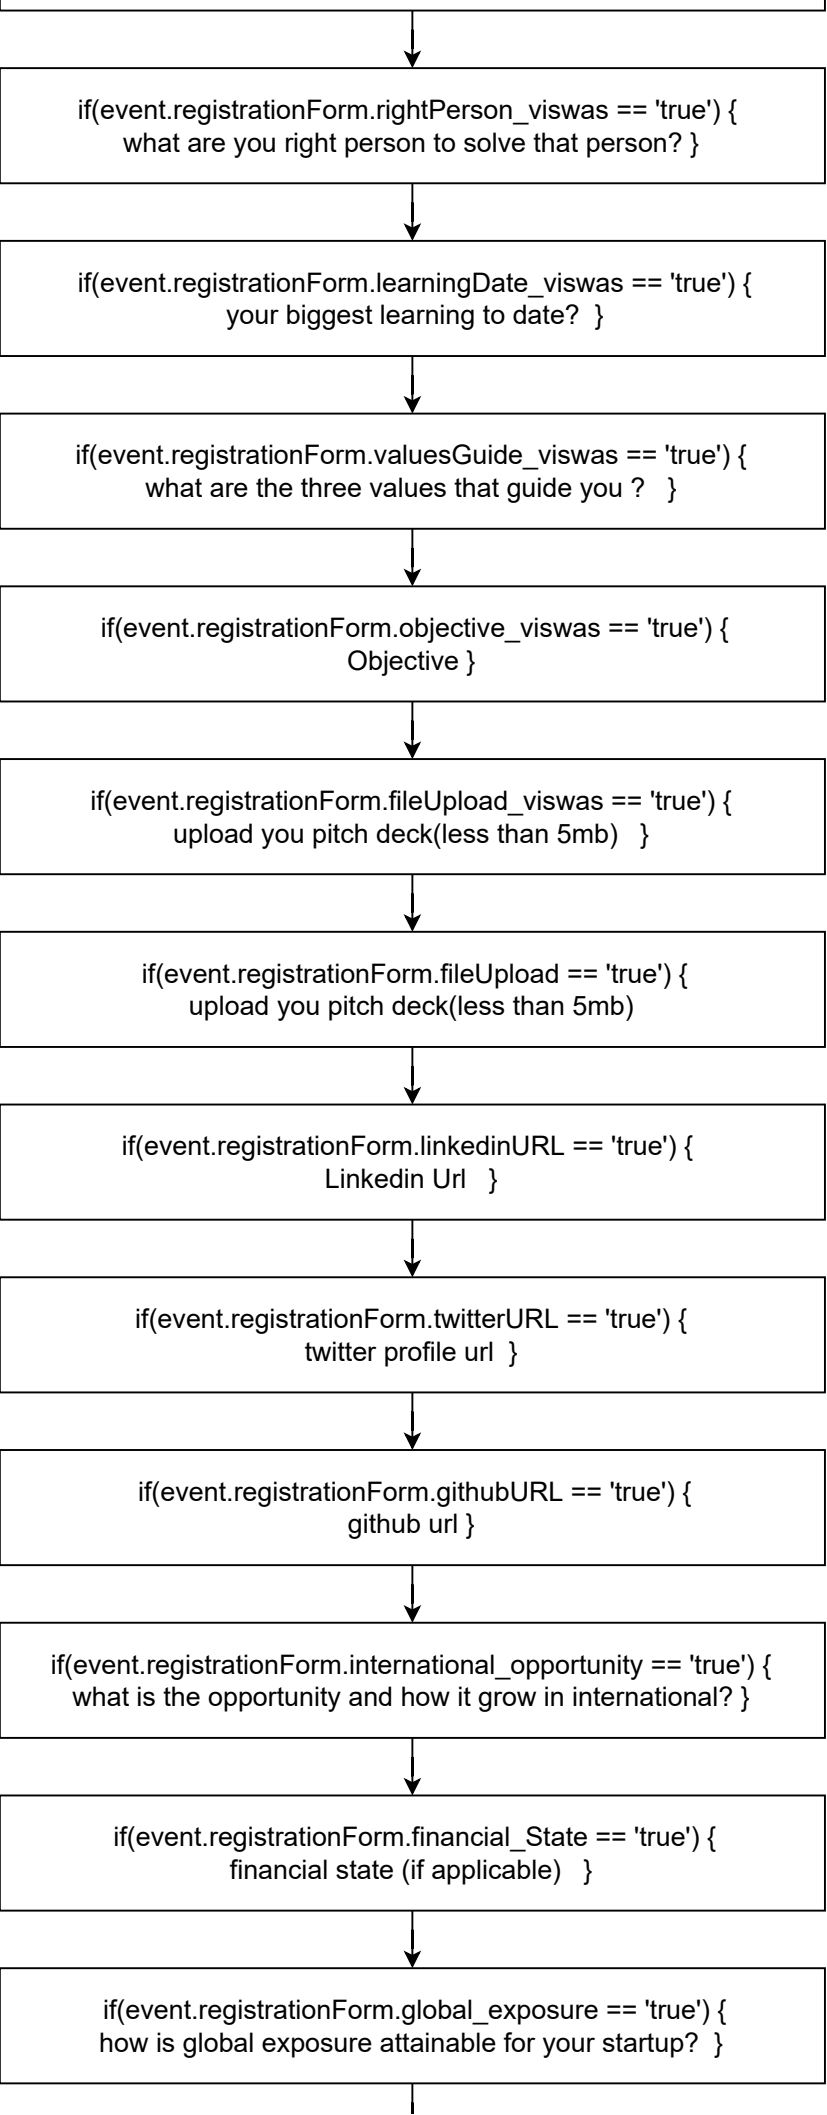 if(event.registrationForm.rightPerson_viswas == 'true') {
what are you right person to solve that person? }
if(event.registrationForm.learningDate_viswas == 'true') {
your biggest learning to date?  }
if(event.registrationForm.valuesGuide_viswas == 'true') {
what are the three values that guide you ?   }
if(event.registrationForm.objective_viswas == 'true') {
Objective }
if(event.registrationForm.fileUpload_viswas == 'true') {
upload you pitch deck(less than 5mb)   }
if(event.registrationForm.fileUpload == 'true') {
upload you pitch deck(less than 5mb)
if(event.registrationForm.linkedinURL == 'true') {
Linkedin Url   }
if(event.registrationForm.twitterURL == 'true') {
twitter profile url  }
if(event.registrationForm.githubURL == 'true') {
github url }
if(event.registrationForm.international_opportunity == 'true') {
what is the opportunity and how it grow in international? }
if(event.registrationForm.financial_State == 'true') {
financial state (if applicable)   }
if(event.registrationForm.global_exposure == 'true') {
how is global exposure attainable for your startup?  }